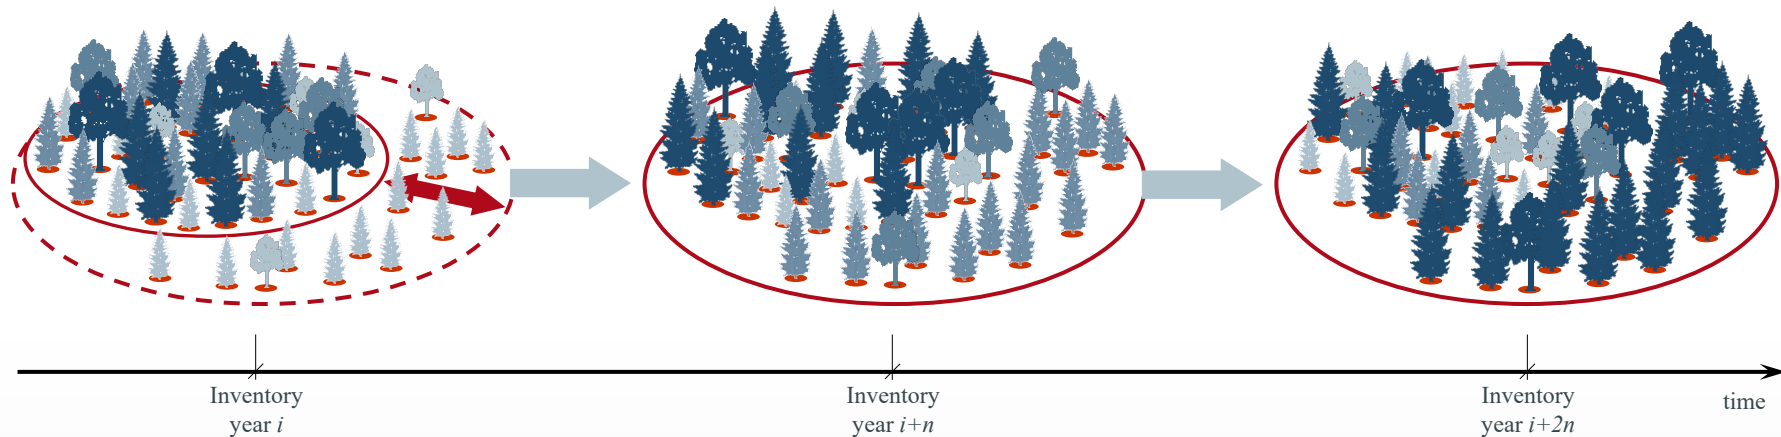 Inventory
year i
Inventory
year i+n
Inventory
year i+2n
time